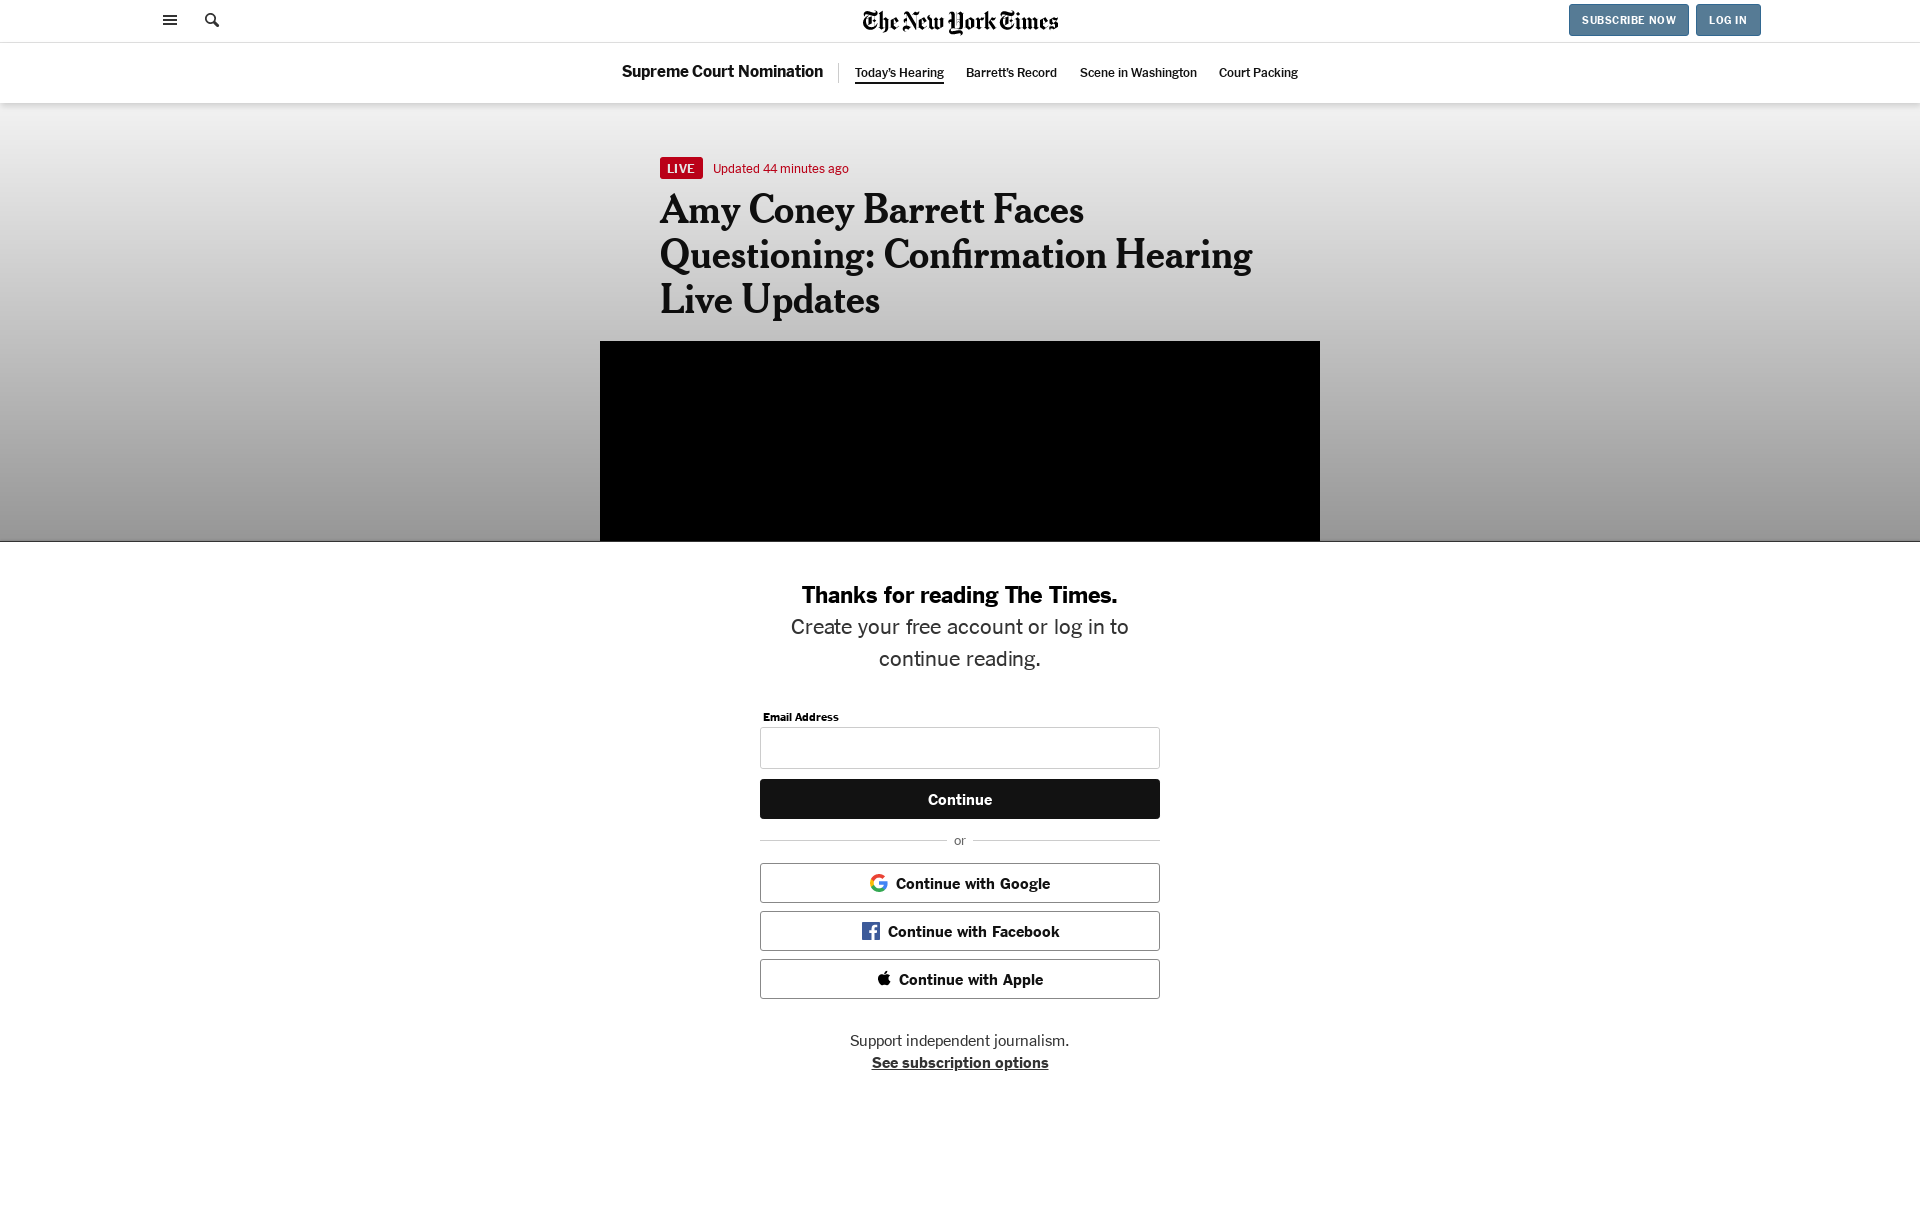 The New York Times
SUBSCRIBE NOW
LOG IN
Supreme Court Nomination
Today's Hearing
Barrett's Record
Scene in Washington
Court Packing
LIVE
Updated 44 minutes ago
Amy Coney Barrett Faces
Questioning: Confirmation Hearing
Live Updates
Thanks for reading The Times.
Create your free account or log in to
continue reading.
Email Address
Continue
or
Continue with Google
Continue with Facebook
Continue with Apple
Support independent journalism.
See subscription options